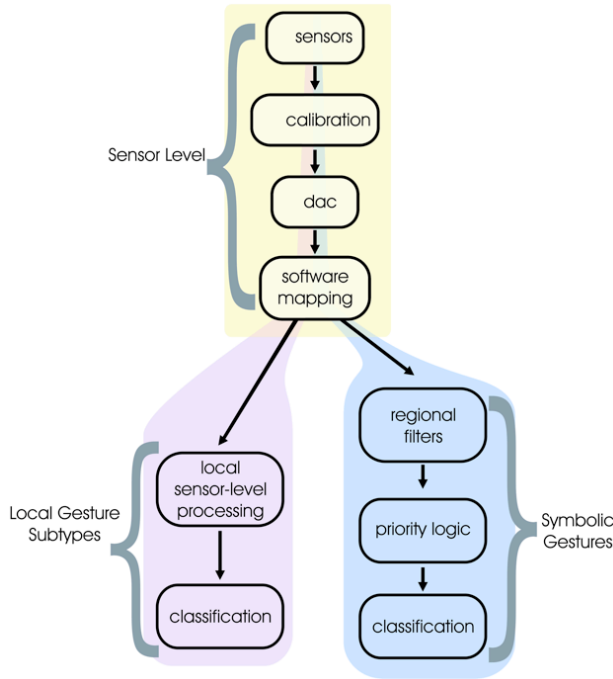 sensors
calibration
Sensor Level
dac
software
mapping
regional
filters
local
sensor-level
processing
Local Gesture
Subtypes
priority logic
Symbolic
Gestures
classification
classification